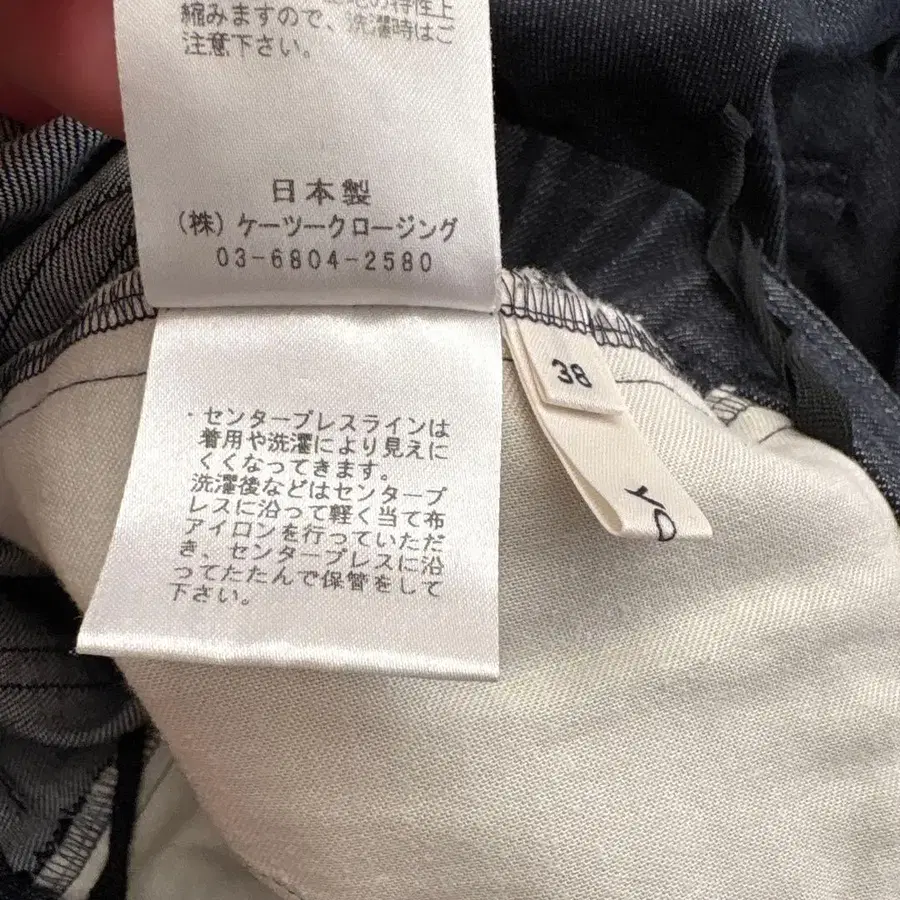 の特性上
縮みますので、洗濯時はご
注意下さい。
日本製
(株)ケーツークロージング
03-6804-2580
・センタープレスラインは
着用や洗濯により見えに
くくなってきます。
洗濯後などはセンタープ
レスに沿って軽く当て布
アイロンを行っていただ
き、センタープレスに沿
ってたたんで保管をして
下さい。
38